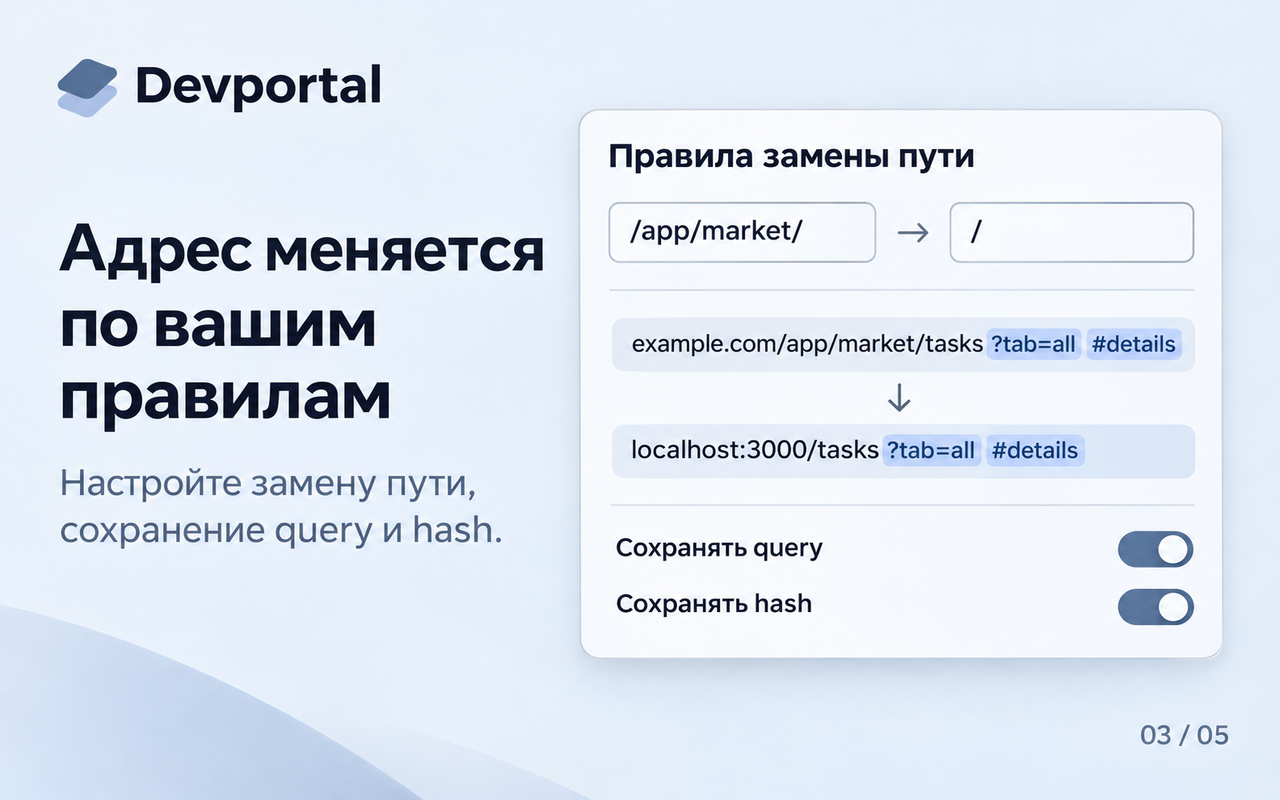 Devportal
Адрес меняется
по вашим
правилам
Настройте замену пути,
сохранение query и hash.
Правила замены пути
/app/market/ → /
example.com/app/market/tasks ?tab=all #details
↓
localhost:3000/tasks ?tab=all #details
Сохранять query
Сохранять hash
03 / 05